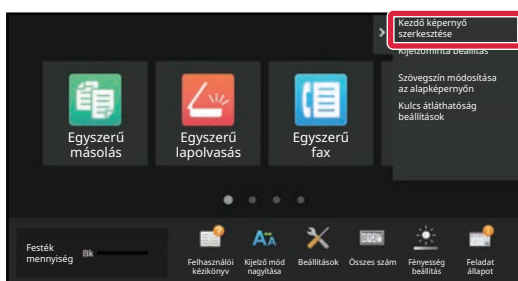 Kezdő képernyő
szerkesztése
Kijelzőminta beállítás
Szövegszín módosítása
az alapképernyőn
Kulcs átláthatóság
beállítások
Egyszerű
másolás
Egyszerű
lapolvasás
Egyszerű
fax
Festék
mennyiség
Bk
Felhasználói
kézikönyv
Kijelző mód
nagyítása
Beállítások
Összes szám
Fényesség
beállítás
Feladat
állapot